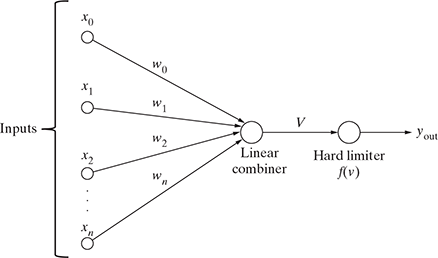 x0
w0
x1
w1
Inputs
V
yout
x2
w2
Linear
combiner
Hard limiter
f(v)
wn
xn